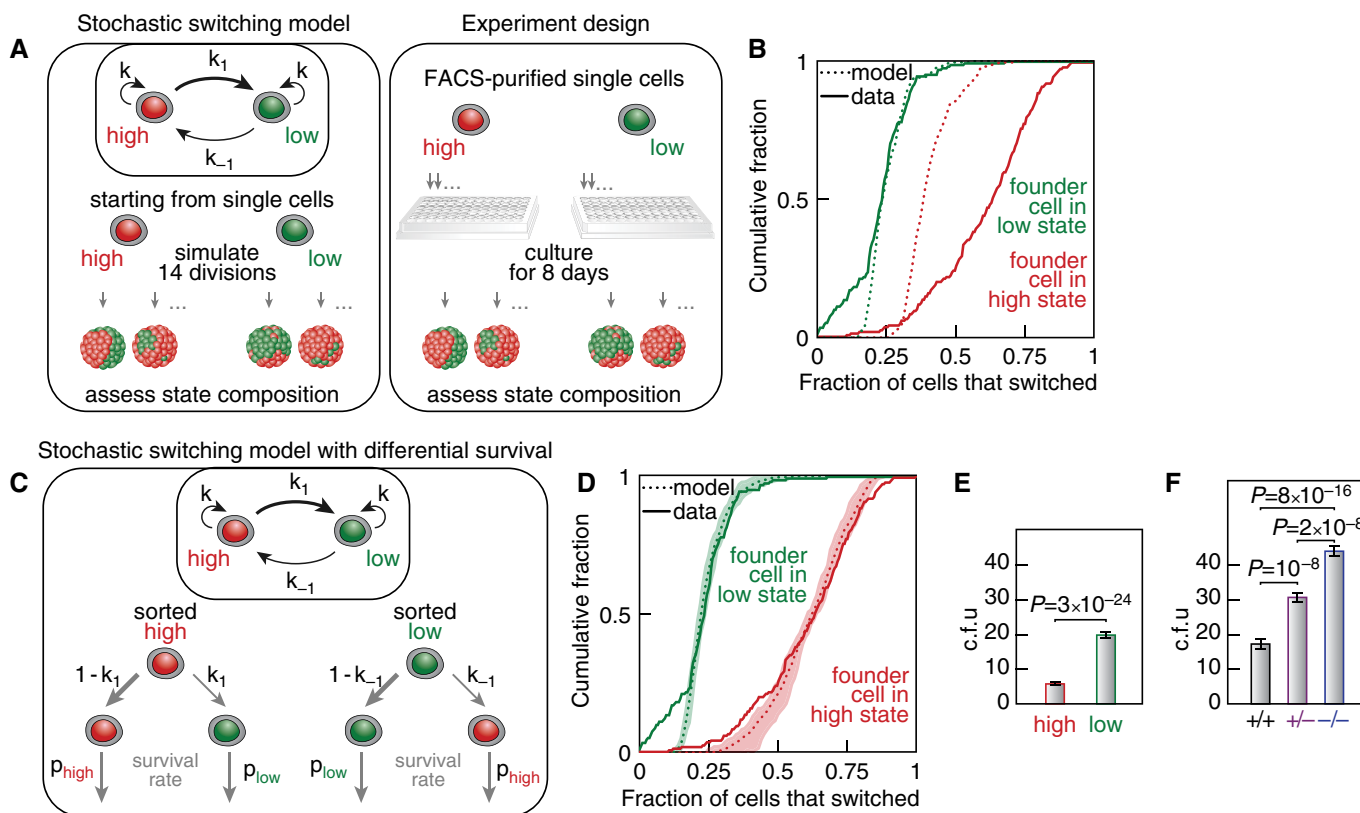 A
Stochastic switching model
k
k₁
k
high
low
k₋₁
starting from single cells
high
low
simulate
14 divisions
...
...
assess state composition
Experiment design
FACS-purified single cells
high
low
...
...
culture
for 8 days
...
...
assess state composition
B
1
model
data
0.5
0
Cumulative fraction
founder
cell in
low state
founder
cell in
high state
0
0.25
0.5
0.75
1
Fraction of cells that switched
C
Stochastic switching model with differential survival
k
k₁
k
high
low
k₋₁
sorted
high
sorted
low
1 - k₁
k₁
1 - k₋₁
k₋₁
p_high
survival
rate
p_low
p_low
survival
rate
p_high
D
1
model
data
0.5
0
Cumulative fraction
founder
cell in
low state
founder
cell in
high state
0
0.25
0.5
0.75
1
Fraction of cells that switched
E
c.f.u
40
30
20
10
0
P=3×10⁻²⁴
high
low
F
c.f.u
40
30
20
10
0
P=8×10⁻¹⁶
P=2×10⁻⁸
P=10⁻⁸
+/+
+/−
−/−